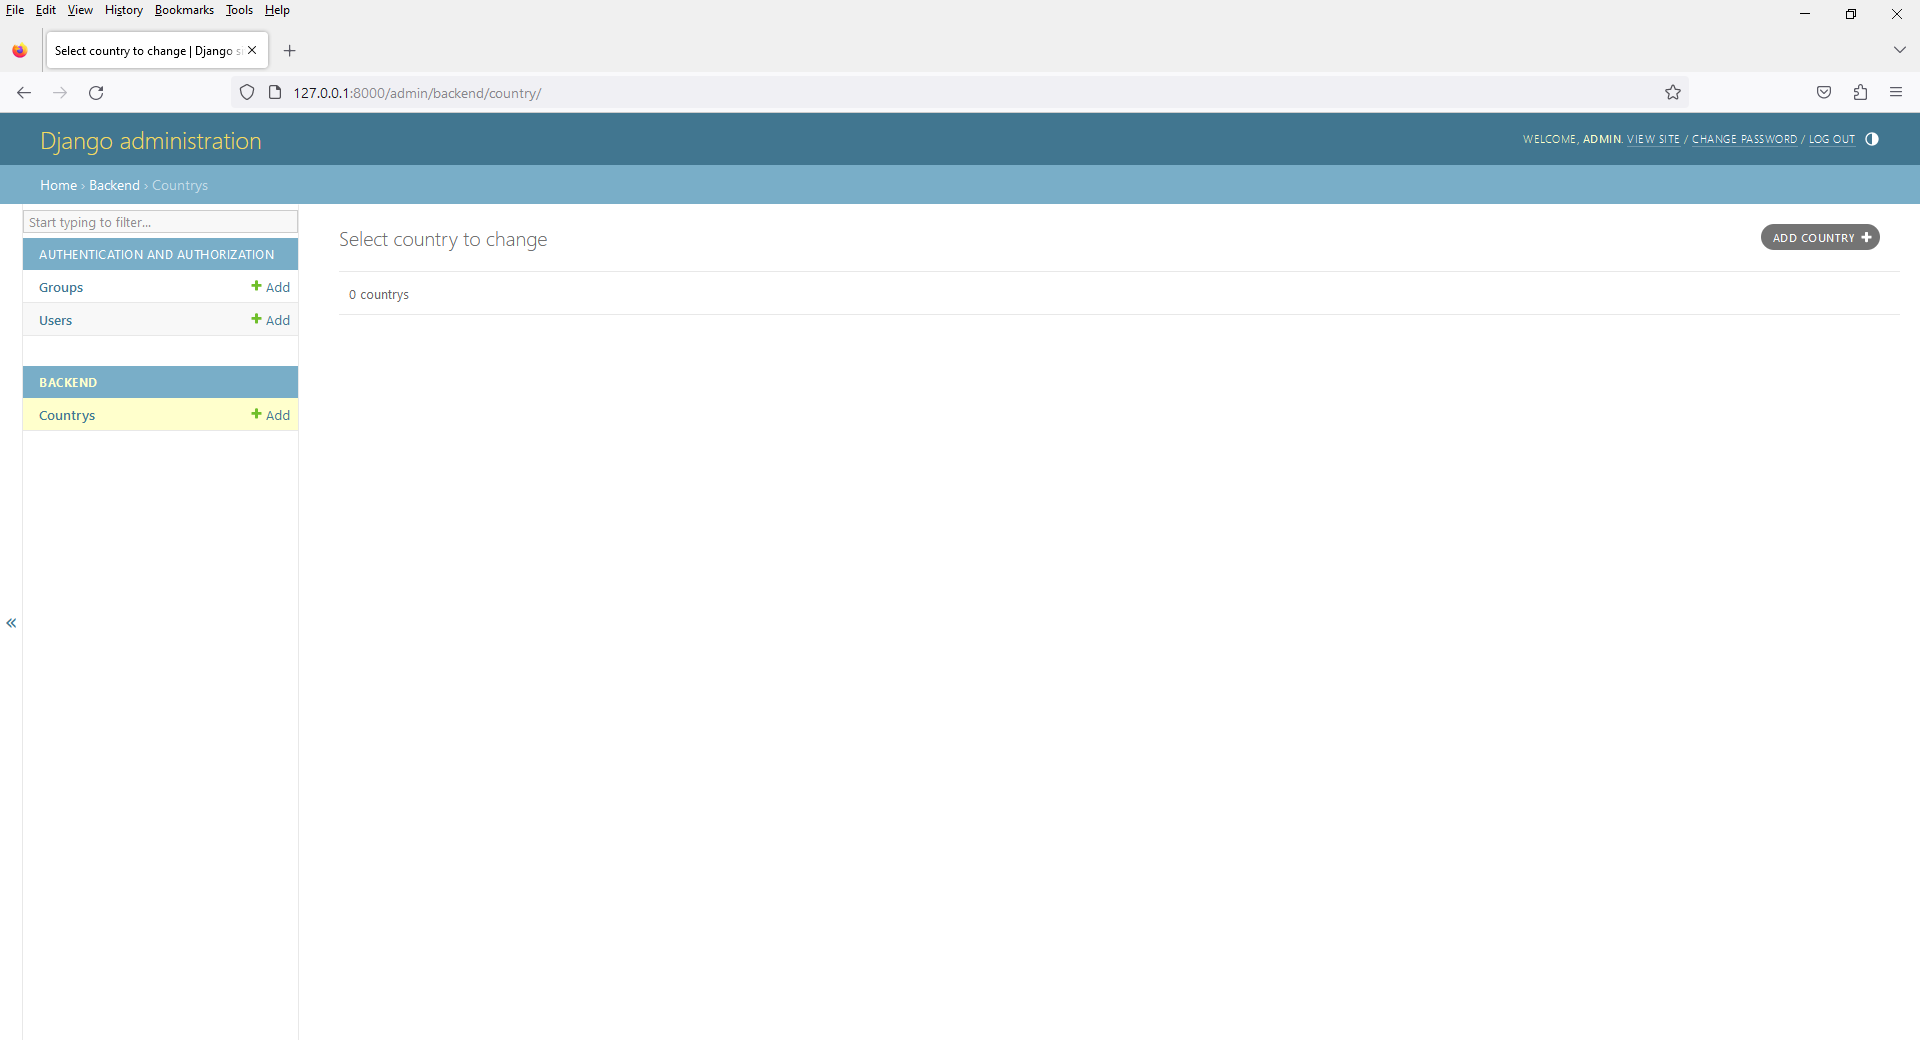 File Edit View History Bookmarks Tools Help
Select country to change | Django s
127.0.0.1:8000/admin/backend/country/
Django administration
WELCOME, ADMIN. VIEW SITE / CHANGE PASSWORD / LOG OUT
Home › Backend › Countrys
Start typing to filter...
AUTHENTICATION AND AUTHORIZATION
Groups Add
Users Add
BACKEND
Countrys Add
Select country to change
ADD COUNTRY
0 countrys